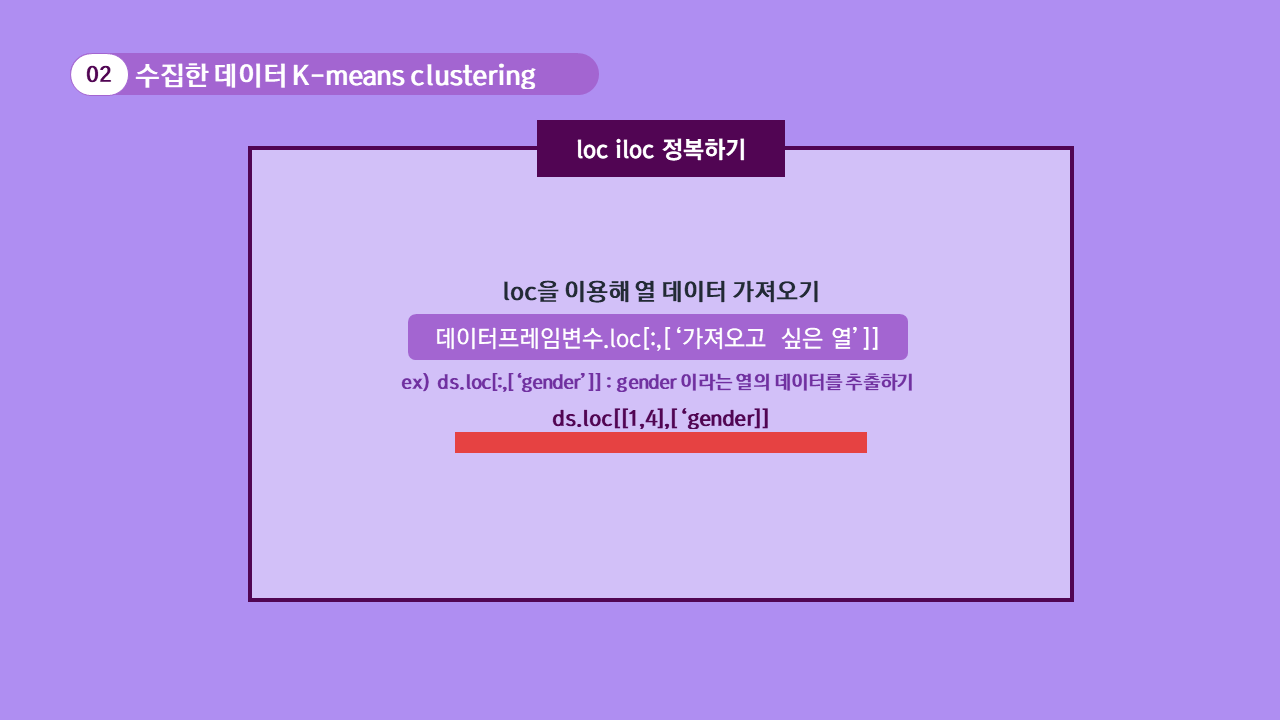 02 수집한 데이터 K-means clustering
loc iloc 정복하기
loc을 이용해 열 데이터 가져오기
데이터프레임변수.loc[:,[‘가져오고 싶은 열’]]
ex) ds.loc[:,[‘gender’]] : gender 이라는 열의 데이터를 추출하기
ds.loc[[1,4],[‘gender]]